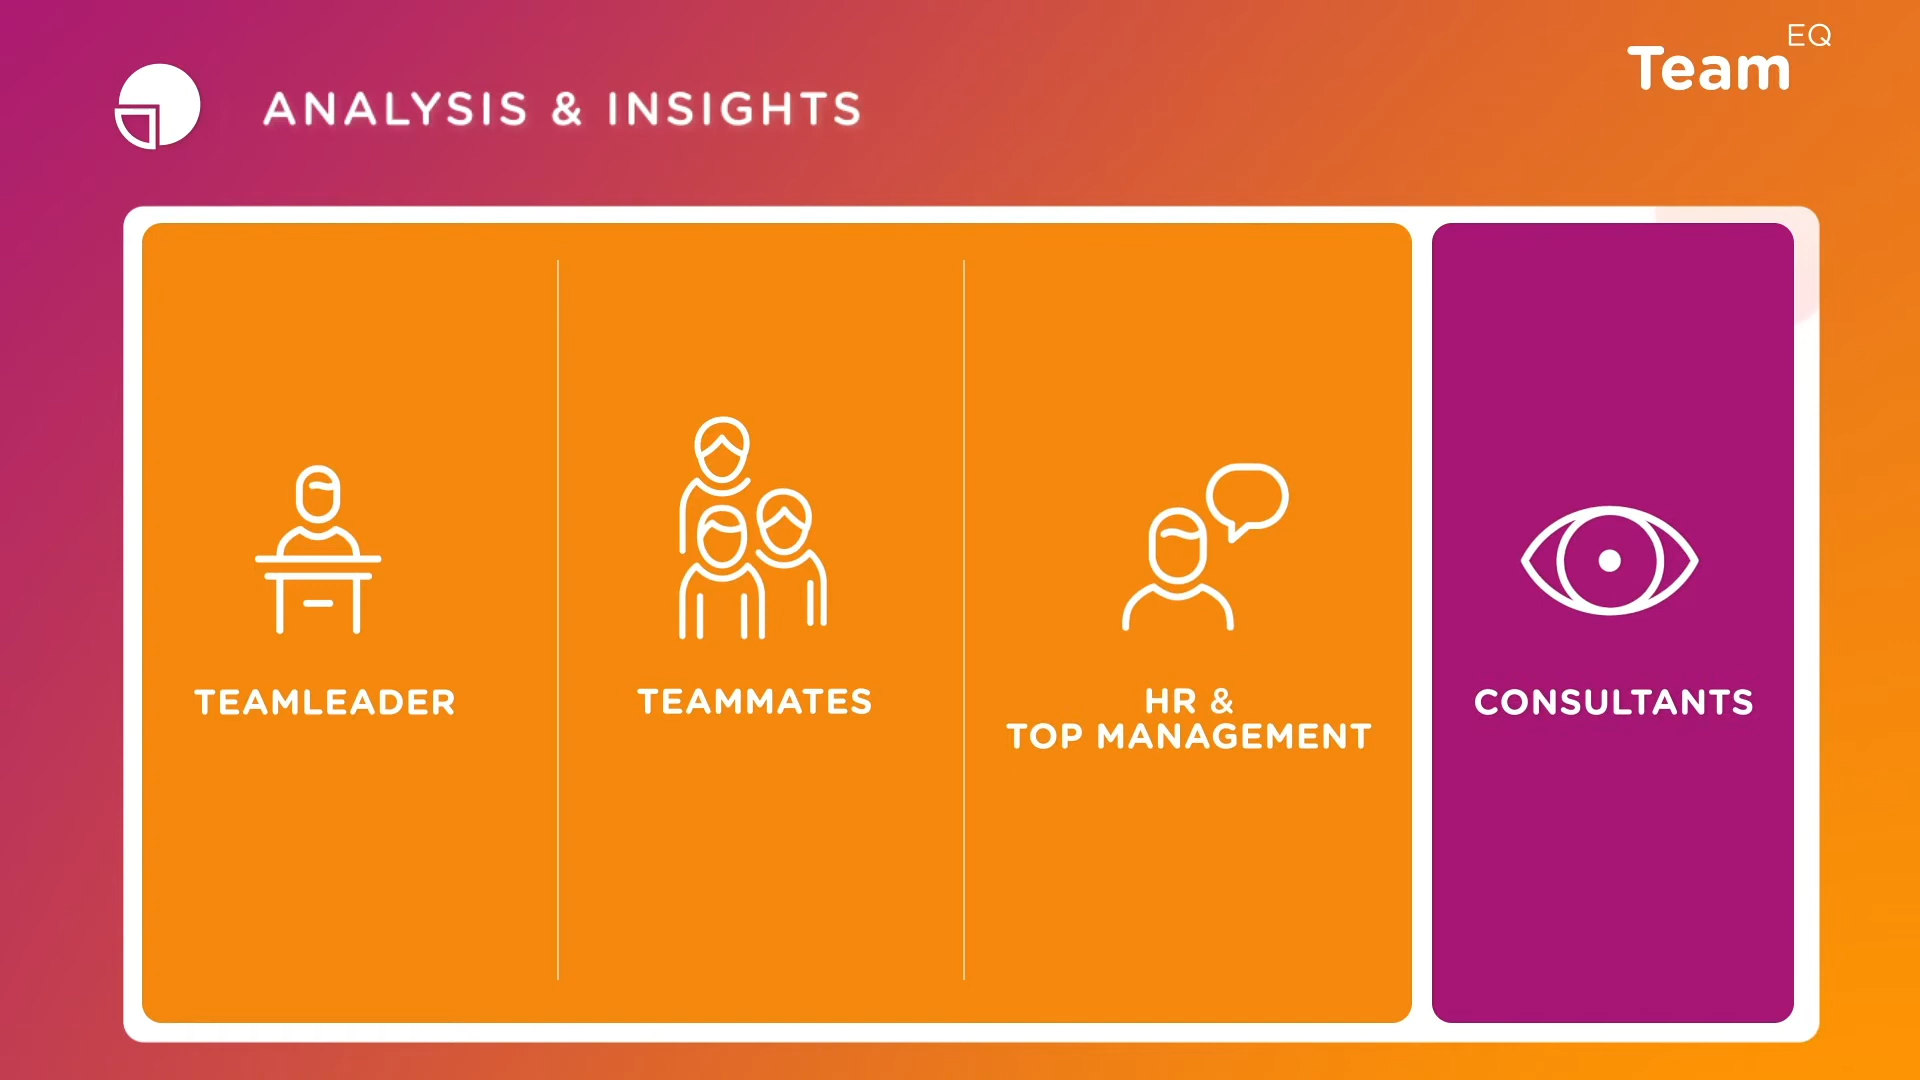 EQ
Team
ANALYSIS & INSIGHTS
TEAMLEADER
TEAMMATES
HR &
TOP MANAGEMENT
CONSULTANTS